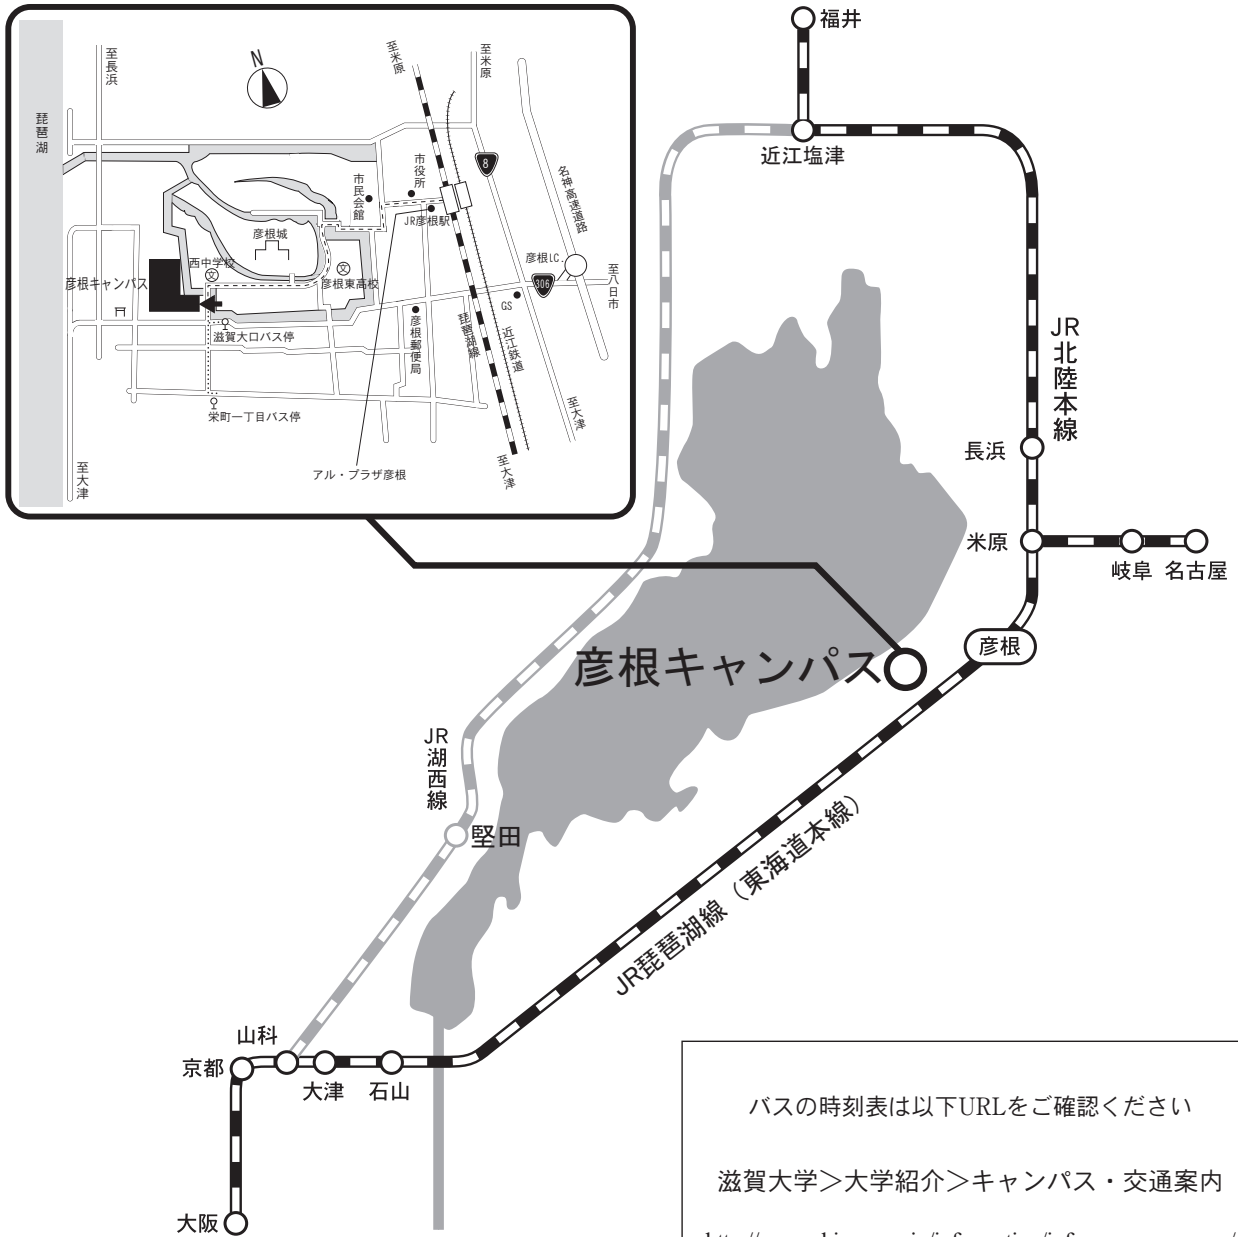 福井
近江塩津
JR北陸本線
長浜
米原
岐阜
名古屋
彦根
彦根キャンパス
JR湖西線
堅田
JR琵琶湖線（東海道本線）
山科
京都
大津
石山
大阪
N
琵琶湖
至長浜
至米原
至米原
8
名神高速道路
市役所
市民会館
JR彦根駅
彦根城
西中学校
文
文
彦根東高校
彦根キャンパス
彦根I.C.
306
至八日市
GS
滋賀大口バス停
彦根郵便局
琵琶湖線
近江鉄道
栄町一丁目バス停
至大津
アル・プラザ彦根
至大津
至大津
バスの時刻表は以下URLをご確認ください
滋賀大学＞大学紹介＞キャンパス・交通案内